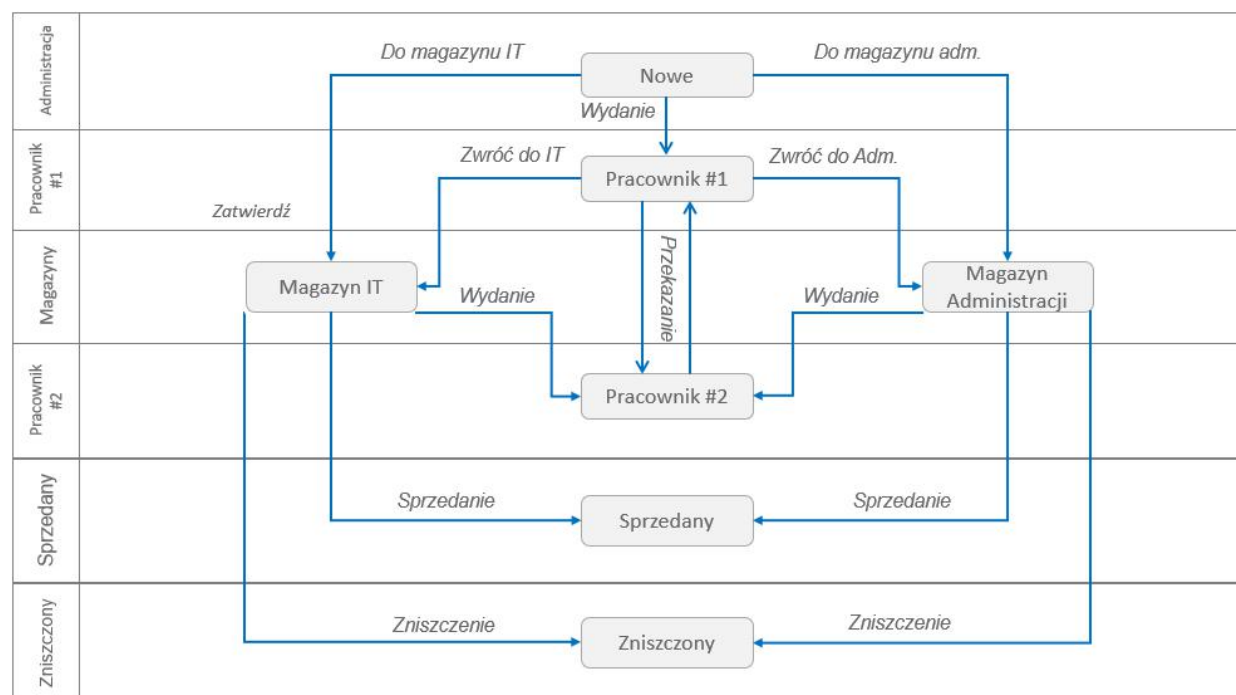 Administracja
Do magazynu IT
Nowe
Do magazynu adm.
Wydanie
Pracownik
#1
Zwróć do IT
Pracownik #1
Zwróć do Adm.
Zatwierdź
Magazyny
Magazyn IT
Przekazanie
Magazyn
Administracji
Wydanie
Wydanie
Pracownik
#2
Pracownik #2
Sprzedany
Sprzedanie
Sprzedany
Sprzedanie
Zniszczony
Zniszczenie
Zniszczony
Zniszczenie